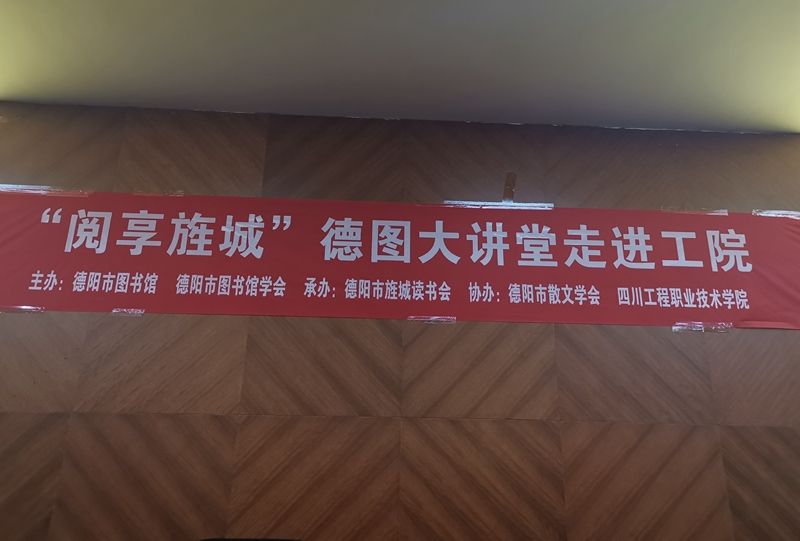 “阅享旌城”德图大讲堂走进工院
主办：德阳市图书馆 德阳市图书馆学会 承办：德阳市旌城读书会 协办：德阳市散文学会 四川工程职业技术学院